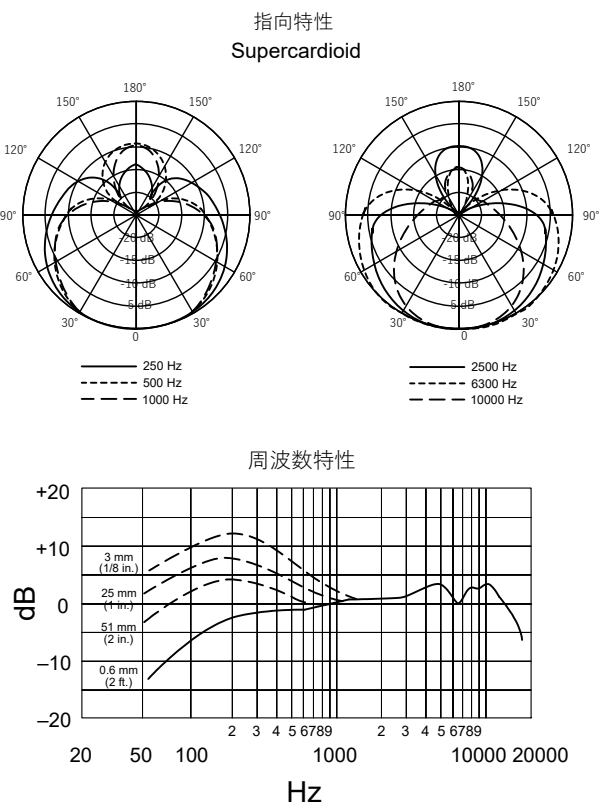 指向特性
Supercardioid
180°
150°
150°
120°
120°
90°
90°
60°
60°
30°
30°
0
-20 dB
-15 dB
-10 dB
5 dB
250 Hz
500 Hz
1000 Hz
180°
150°
150°
120°
120°
90°
90°
60°
60°
30°
30°
0
-20 dB
-15 dB
-10 dB
5 dB
2500 Hz
6300 Hz
10000 Hz
周波数特性
+20
+10
0
–10
–20
dB
3 mm
(1/8 in.)
25 mm
(1 in.)
51 mm
(2 in.)
0.6 mm
(2 ft.)
2 3 4 5 6789 2 3 4 5 6789
20 50 100 1000 10000 20000
Hz